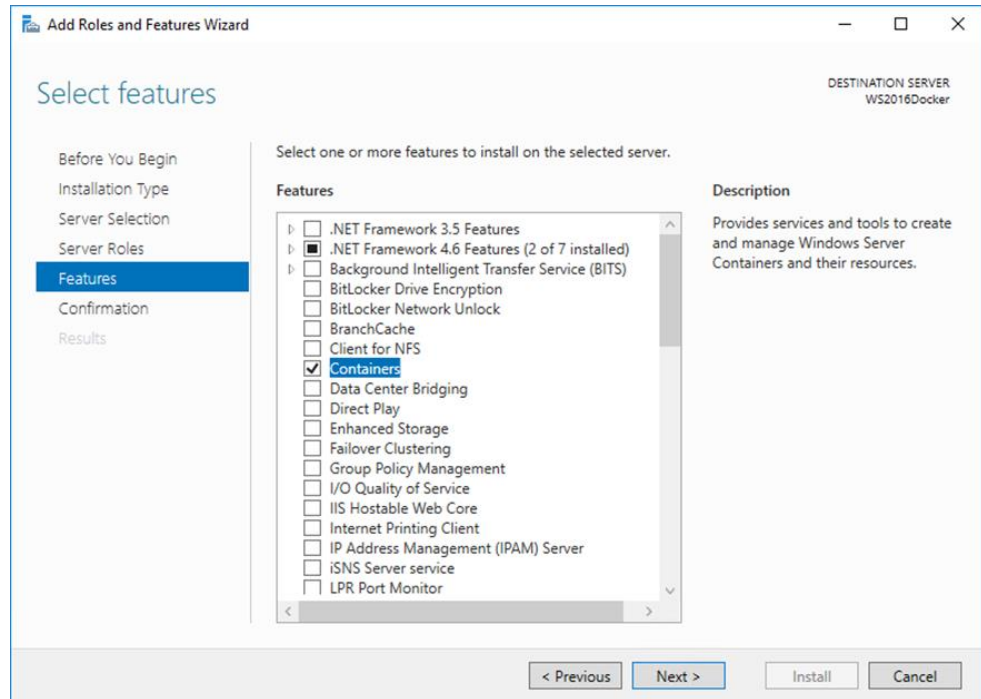 Add Roles and Features Wizard
Select features
DESTINATION SERVER
WS2016Docker
Before You Begin
Installation Type
Server Selection
Server Roles
Features
Confirmation
Results
Select one or more features to install on the selected server.
Features
.NET Framework 3.5 Features
.NET Framework 4.6 Features (2 of 7 installed)
Background Intelligent Transfer Service (BITS)
BitLocker Drive Encryption
BitLocker Network Unlock
BranchCache
Client for NFS
Containers
Data Center Bridging
Direct Play
Enhanced Storage
Failover Clustering
Group Policy Management
I/O Quality of Service
IIS Hostable Web Core
Internet Printing Client
IP Address Management (IPAM) Server
iSNS Server service
LPR Port Monitor
Description
Provides services and tools to create
and manage Windows Server
Containers and their resources.
< Previous
Next >
Install
Cancel